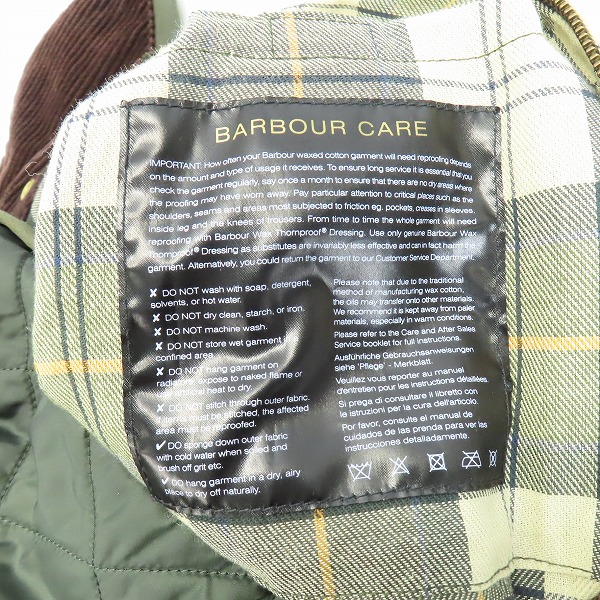 BARBOUR CARE
IMPORTANT: How often your Barbour waxed cotton garment will need reproofing depends
on the amount and type of usage it receives. To ensure long service it is essential that you
check the garment regularly, say once a month to ensure that there are no dry areas where
the proofing may have worn away. Pay particular attention to critical places such as the
shoulders, seams and areas most subjected to friction eg. pockets, creases in sleeves,
inside leg and the knees of trousers. From time to time the whole garment will need
reproofing with Barbour Wax Thornproof® Dressing. Use only genuine Barbour Wax
Thornproof® Dressing as substitutes are invariably less effective and can in fact harm the
garment. Alternatively, you could return the garment to our Customer Service Department.
✘ DO NOT wash with soap, detergent,
solvents, or hot water.
✘ DO NOT dry clean, starch, or iron.
✘ DO NOT machine wash.
✘ DO NOT store wet garment in
confined area.
✘ DO NOT hang garment on
radiators, expose to naked flame or
artificial heat to dry.
✘ DO NOT stitch through outer fabric.
If items must be stitched, the affected
area must be reproofed.
✓ DO sponge down outer fabric
with cold water when soiled and
brush off grit etc.
✓ DO hang garment in a dry, airy
place to dry off naturally.
Please note that due to the traditional
method of manufacturing wax cotton,
the oils may transfer onto other materials.
We recommend it is kept away from paler
materials, especially in warm conditions.
Please refer to the Care and After Sales
Service booklet for full instructions.
Ausführliche Gebrauchsanweisungen
siehe 'Pflege' - Merkblatt.
Veuillez vous reporter au manuel
d'entretien pour les instructions détaillées.
Si prega di consultare il libretto con
le istruzioni per la cura dell'articolo.
Por favor, consulte el manual de
cuidados de las prenda para ver las
instrucciones detalladamente.